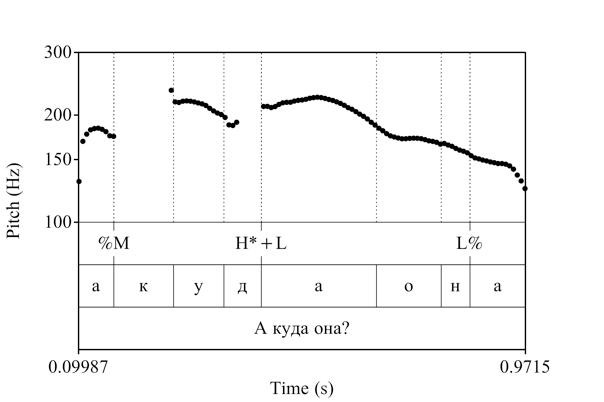 300
200
150
100
Pitch (Hz)
%M H*+L L%
а к у д а о н а
А куда она?
0.09987 0.9715
Time (s)